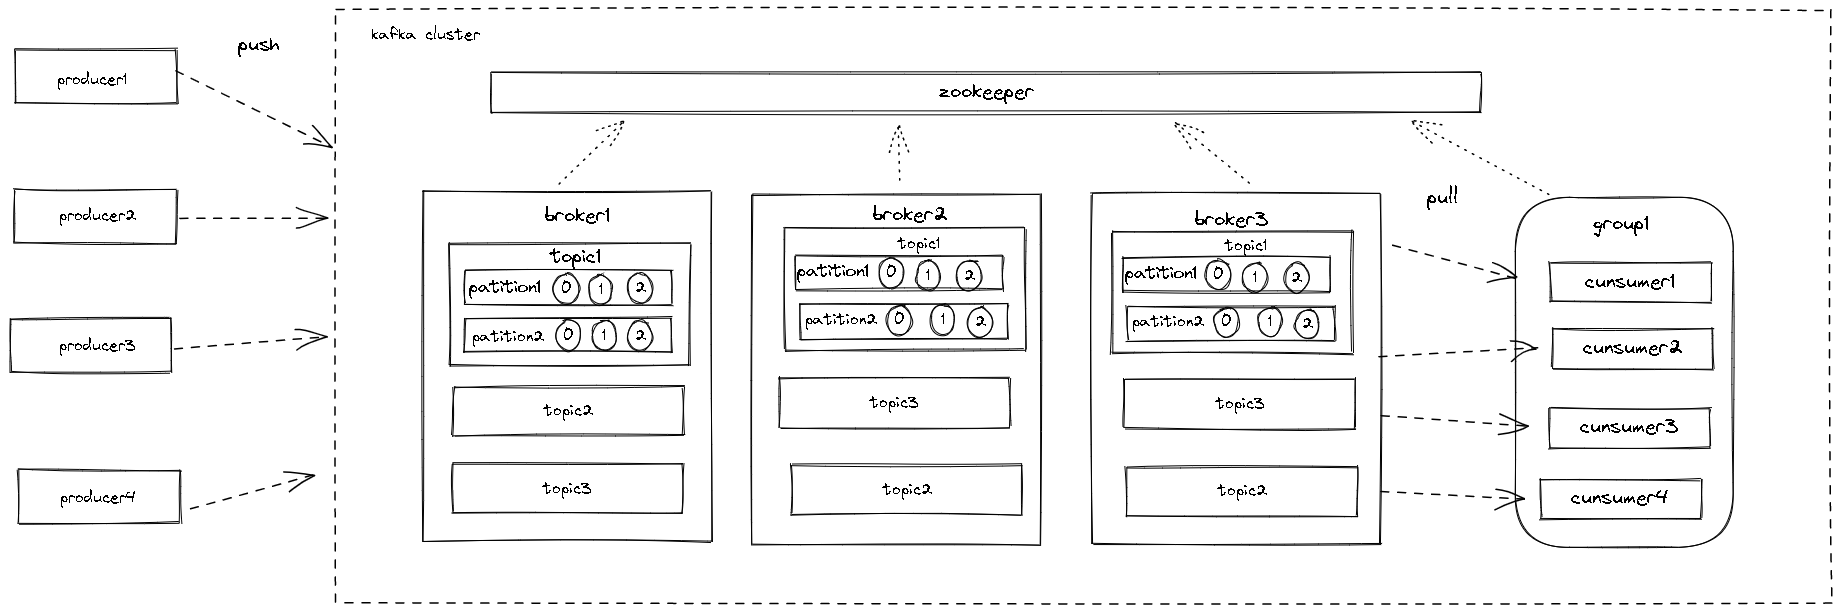 kafka cluster
push
producer1
producer2
producer3
producer4
zookeeper
broker1
topic1
patition1 0 1 2
patition2 0 1 2
topic2
topic3
broker2
topic1
patition1 0 1 2
patition2 0 1 2
topic3
topic2
broker3
topic1
patition1 0 1 2
patition2 0 1 2
topic3
topic2
pull
group1
cunsumer1
cunsumer2
cunsumer3
cunsumer4